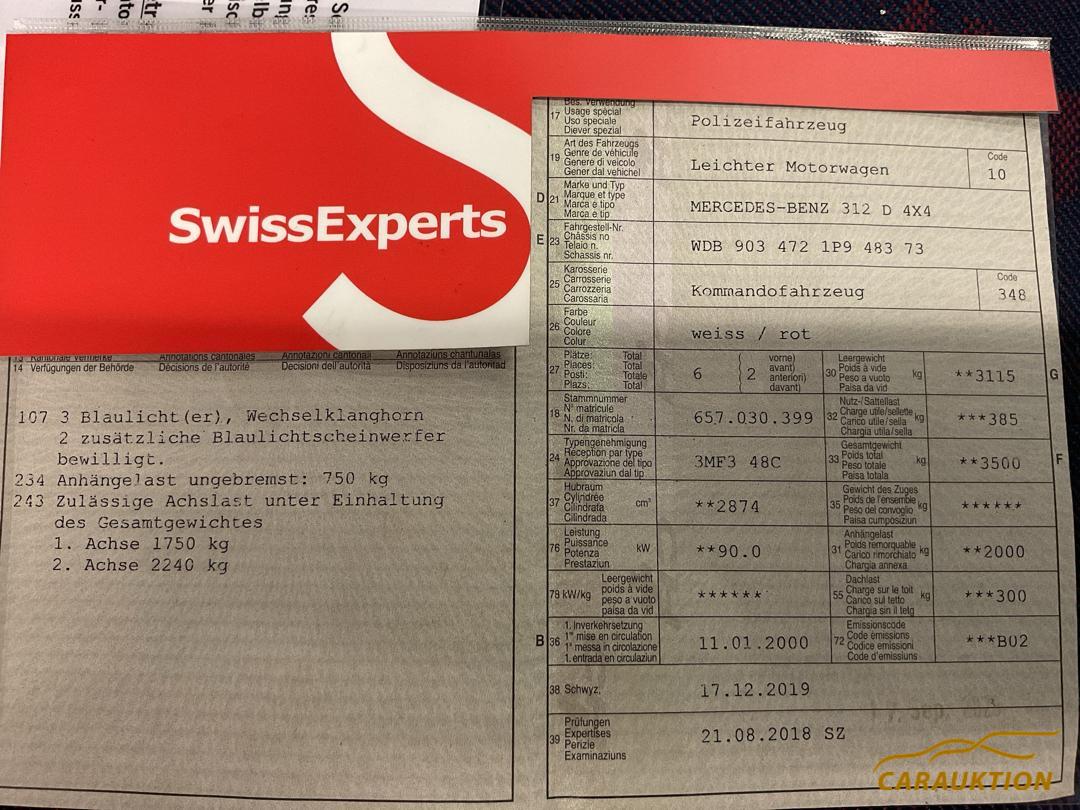 SwissExperts
13 Kantonale Vermerke Annotations cantonales Annotazioni cantonali Annotaziuns chantunalas
14 Verfügungen der Behörde Décisions de l'autorité Decisioni dell'autorità Disposiziuns da l'autoritad
107 3 Blaulicht(er), Wechselklanghorn
2 zusätzliche Blaulichtscheinwerfer
bewilligt.
234 Anhängelast ungebremst: 750 kg
243 Zulässige Achslast unter Einhaltung
des Gesamtgewichtes
1. Achse 1750 kg
2. Achse 2240 kg
17 Bes. Verwendung
Usage spécial
Uso speciale
Diever spezial
Polizeifahrzeug
19 Art des Fahrzeugs
Genre de véhicule
Genere di veicolo
Gener dal vehichel
Leichter Motorwagen
Code
10
D 21 Marke und Typ
Marque et type
Marca e tipo
Marca e tip
MERCEDES-BENZ 312 D 4X4
E 23 Fahrgestell-Nr.
Châssis no
Telaio n.
Schassis nr.
WDB 903 472 1P9 483 73
25 Karosserie
Carrosserie
Carrozzeria
Carossaria
Kommandofahrzeug
Code
348
26 Farbe
Couleur
Colore
Colur
weiss / rot
27 Plätze: Total
Places: Total
Posti: Totale
Plazs: Total
6 ( 2 vorne)
avant)
anteriori)
davant)
30 Leergewicht
Poids à vide
Peso a vuoto
Paisa da vid
kg
**3115
G
18 Stammnummer
N° matricule
N. di matricola
Nr. da matricla
657.030.399
32 Nutz-/Sattellast
Charge utile/sellette
Carico utile/sella
Chargia utila/sella
kg
***385
24 Typengenehmigung
Réception par type
Approvazione del tipo
Approvaziun dal tip
3MF3 48C
33 Gesamtgewicht
Poids total
Peso totale
Paisa totala
kg
**3500
F
37 Hubraum
Cylindrée
Cilindrata
Cilindrada
cm³
**2874
35 Gewicht des Zuges
Poids de l'ensemble
Peso del convoglio
Paisa cumposiziun
kg
******
76 Leistung
Puissance
Potenza
Prestaziun
kW
**90.0
31 Anhängelast
Poids remorquable
Carico rimorchiato
Chargia annexa
kg
**2000
78 kW/kg Leergewicht
poids à vide
peso a vuoto
paisa da vid
******
55 Dachlast
Charge sur le toit
Carico sul tetto
Chargia sin il tetg
kg
***300
B 36 1. Inverkehrsetzung
1re mise en circulation
1a messa in circolazione
1. entrada en circulaziun
11.01.2000
72 Emissionscode
Code émissions
Codice emissioni
Code d'emissiuns
***B02
38 Schwyz,
17.12.2019
39 Prüfungen
Expertises
Perizie
Examinaziuns
21.08.2018 SZ
CARAUKTION